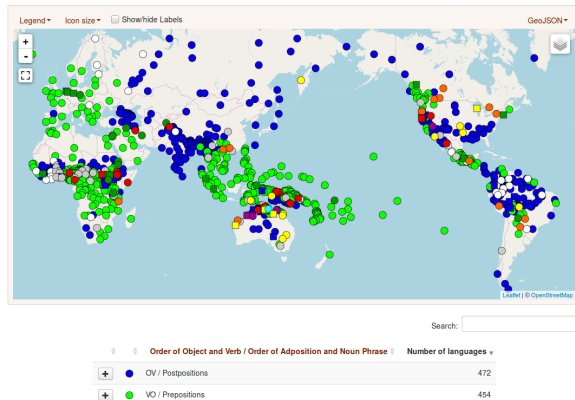 Legend Icon size Show/hide Labels GeoJSON
+
-
Leaflet | © OpenStreetMap
Search:
Order of Object and Verb / Order of Adposition and Noun Phrase Number of languages
+ OV / Postpositions 472
+ VO / Prepositions 454